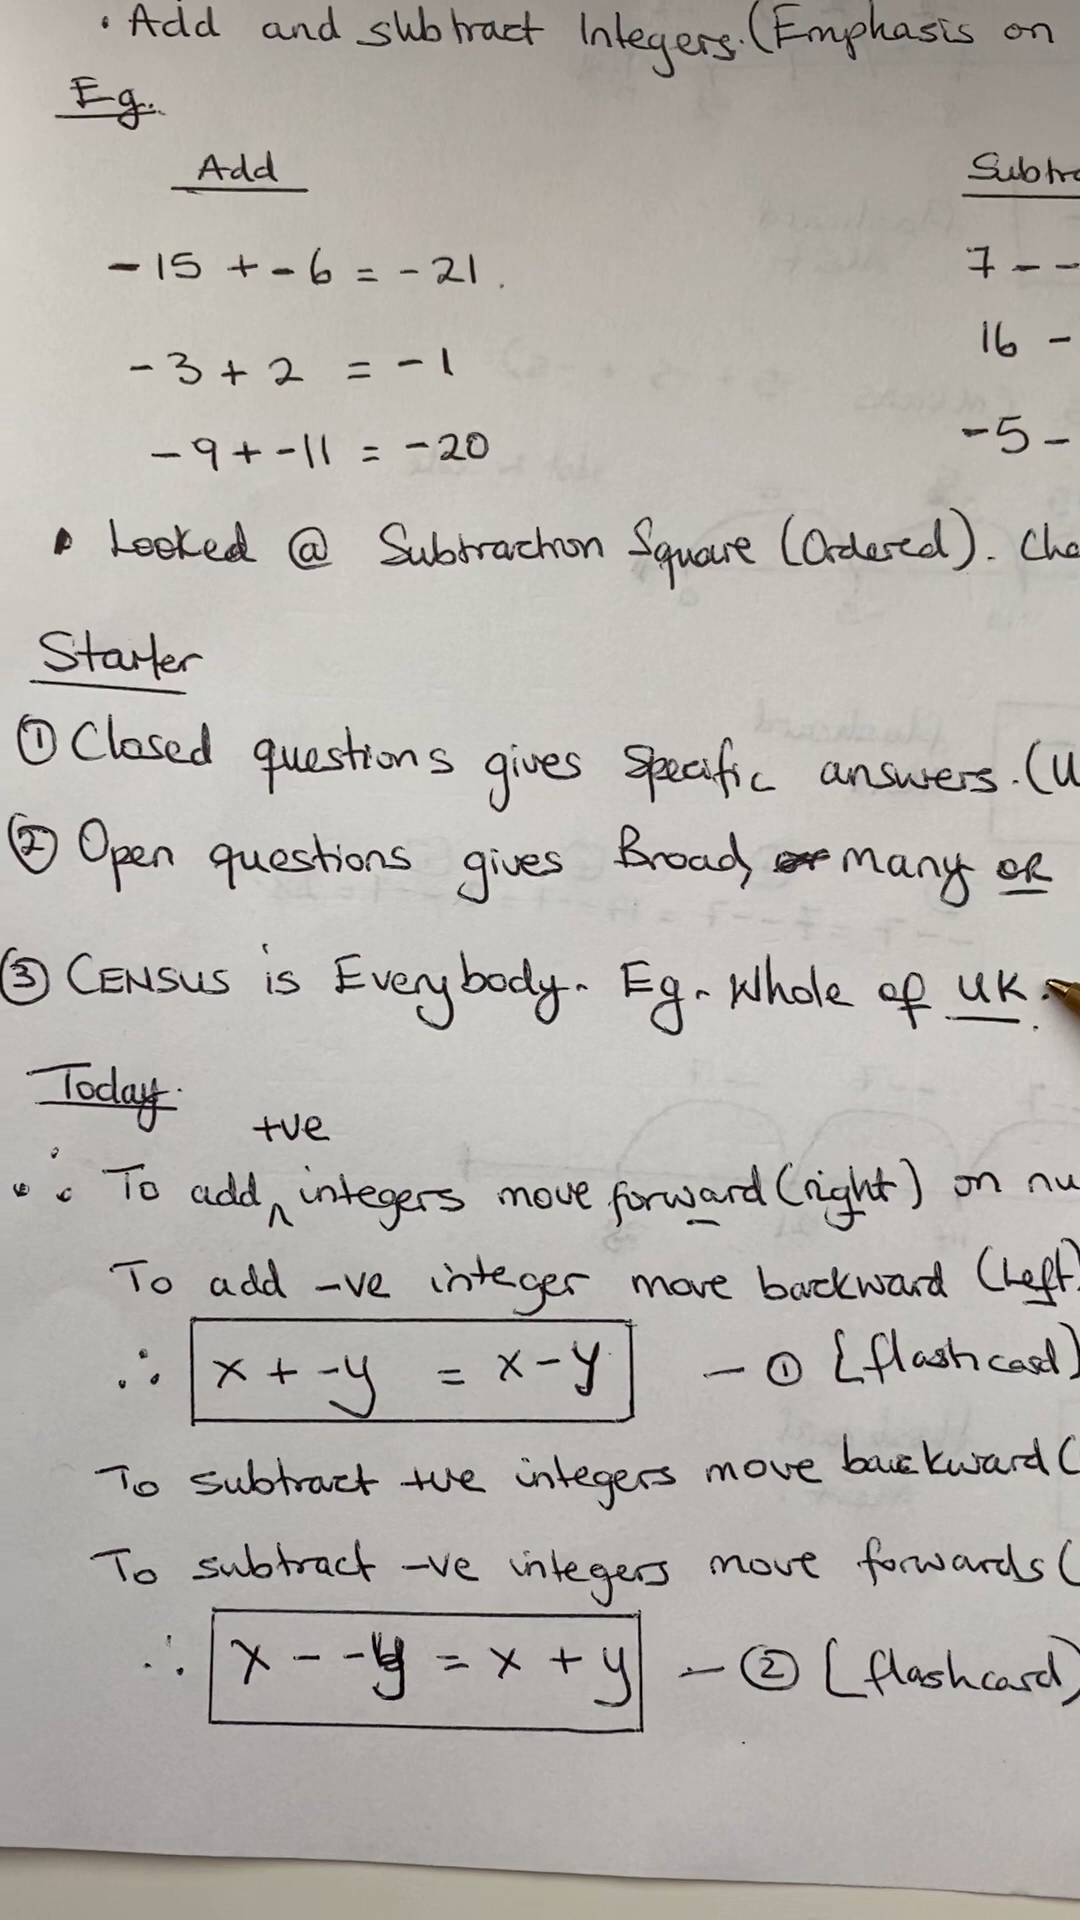 · Add and subtract Integers. (Emphasis on
Eg.
Add
Subtra
-15 + -6 = -21.
7 - -
-3 + 2 = -1
16 -
-9 + -11 = -20
-5 -
• Looked @ Subtraction Square (Ordered). Cha
Starter
① Closed questions gives Specific answers. (U
② Open questions gives Broad, many OR
③ CENSUS is Everybody. Eg. Whole of UK.
Today.
+ve
To add ^ integers move forward (right) on nu
To add -ve integer move backward (Left)
∴ x + -y = x - y - ① [flashcard]
To subtract +ve integers move backward (
To subtract -ve integers move forwards (
∴ x - -y = x + y - ② [flashcard]